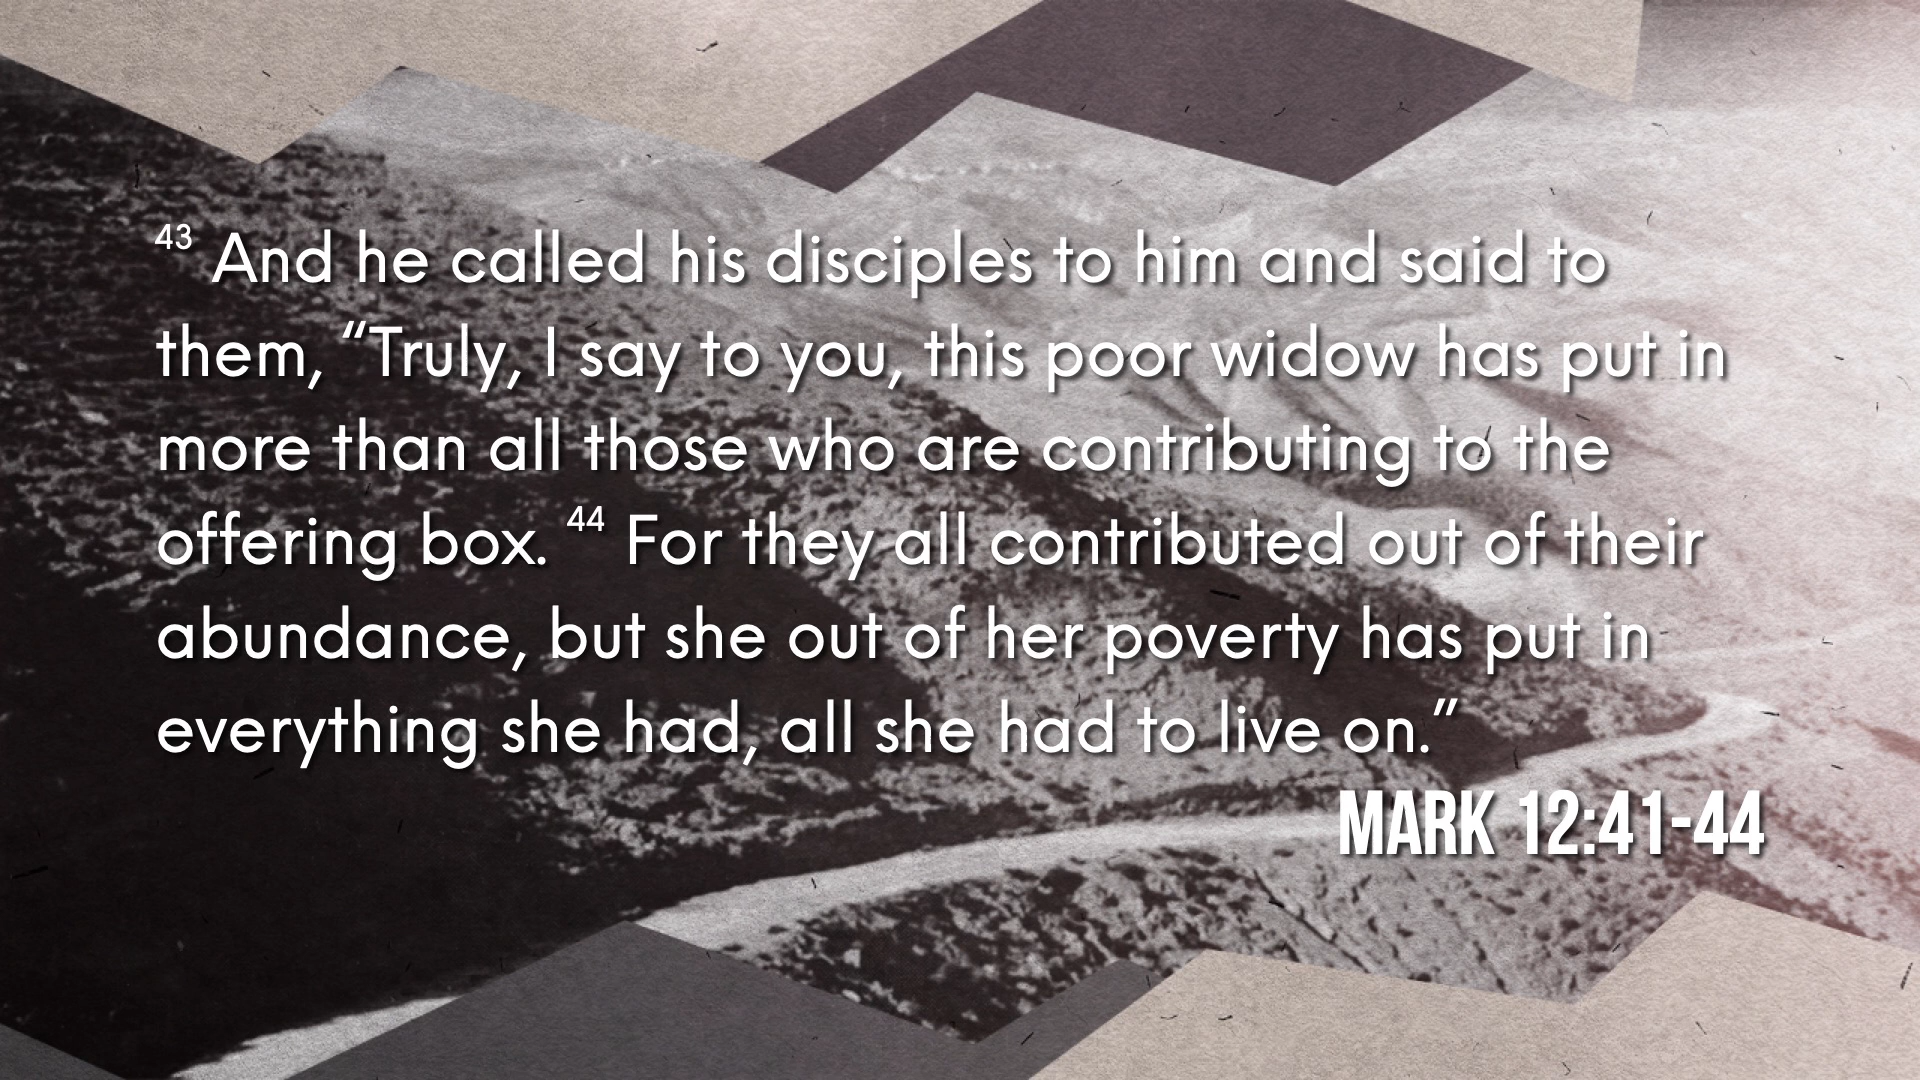 43 And he called his disciples to him and said to
them, “Truly, I say to you, this poor widow has put in
more than all those who are contributing to the
offering box. 44 For they all contributed out of their
abundance, but she out of her poverty has put in
everything she had, all she had to live on.”
MARK 12:41-44